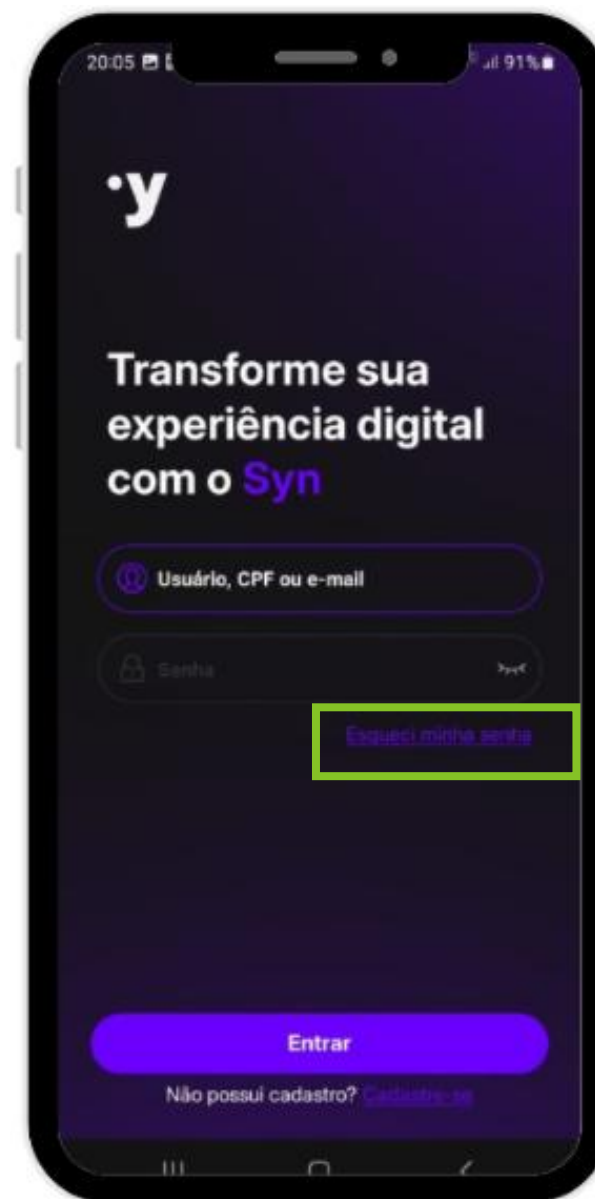 20:05
91%
y
Transforme sua
experiência digital
com o Syn
Usuário, CPF ou e-mail
Senha
Esqueci minha senha
Entrar
Não possui cadastro? Cadastre-se